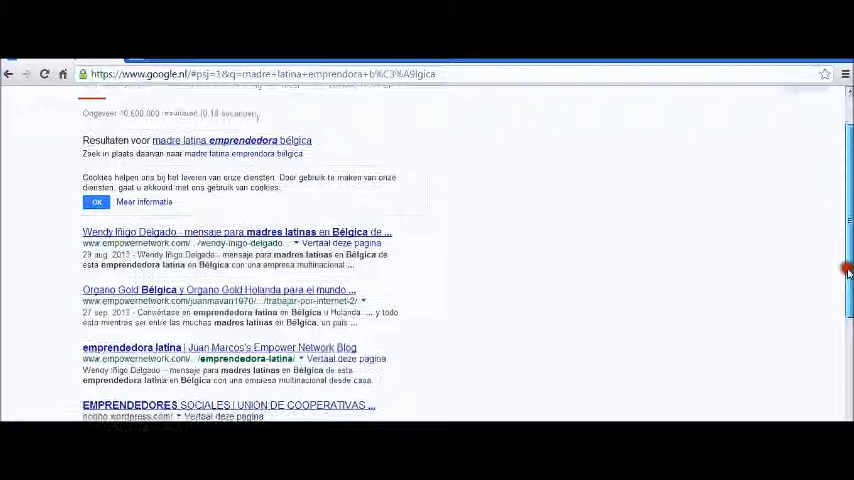 https://www.google.nl/#psj=1&q=madre+latina+emprendora+b%C3%A9lgica
Ongeveer 10.600.000 resultaten (0,18 seconden)
Resultaten voor madre latina emprendedora bélgica
Zoek in plaats daarvan naar madre latina emprendora bélgica
Cookies helpen ons bij het leveren van onze diensten. Door gebruik te maken van onze
diensten, gaat u akkoord met ons gebruik van cookies.
OK Meer informatie
Wendy Iñigo Delgado - mensaje para madres latinas en Bélgica de ...
www.empowernetwork.com/.../wendy-inigo-delgado... Vertaal deze pagina
29 aug. 2013 - Wendy Iñigo Delgado - mensaje para madres latinas en Bélgica de
esta emprendedora latina en Bélgica con una empresa multinacional ...
Organo Gold Bélgica y Organo Gold Holanda para el mundo ...
www.empowernetwork.com/juanmavan1970/.../trabajar-por-internet-2/
27 sep. 2013 - Conviértase en emprendedora latina en Bélgica u Holanda. ... y todo
ésto mientras ser entre las muchas madres latinas en Bélgica, un país ...
emprendedora latina | Juan Marcos's Empower Network Blog
www.empowernetwork.com/.../emprendedora-latina/ Vertaal deze pagina
Wendy Iñigo Delgado - mensaje para madres latinas en Bélgica de esta
emprendedora latina en Bélgica con una empresa multinacional desde casa.
EMPRENDEDORES SOCIALES | UNION DE COOPERATIVAS ...
nonho.wordpress.com/ Vertaal deze pagina